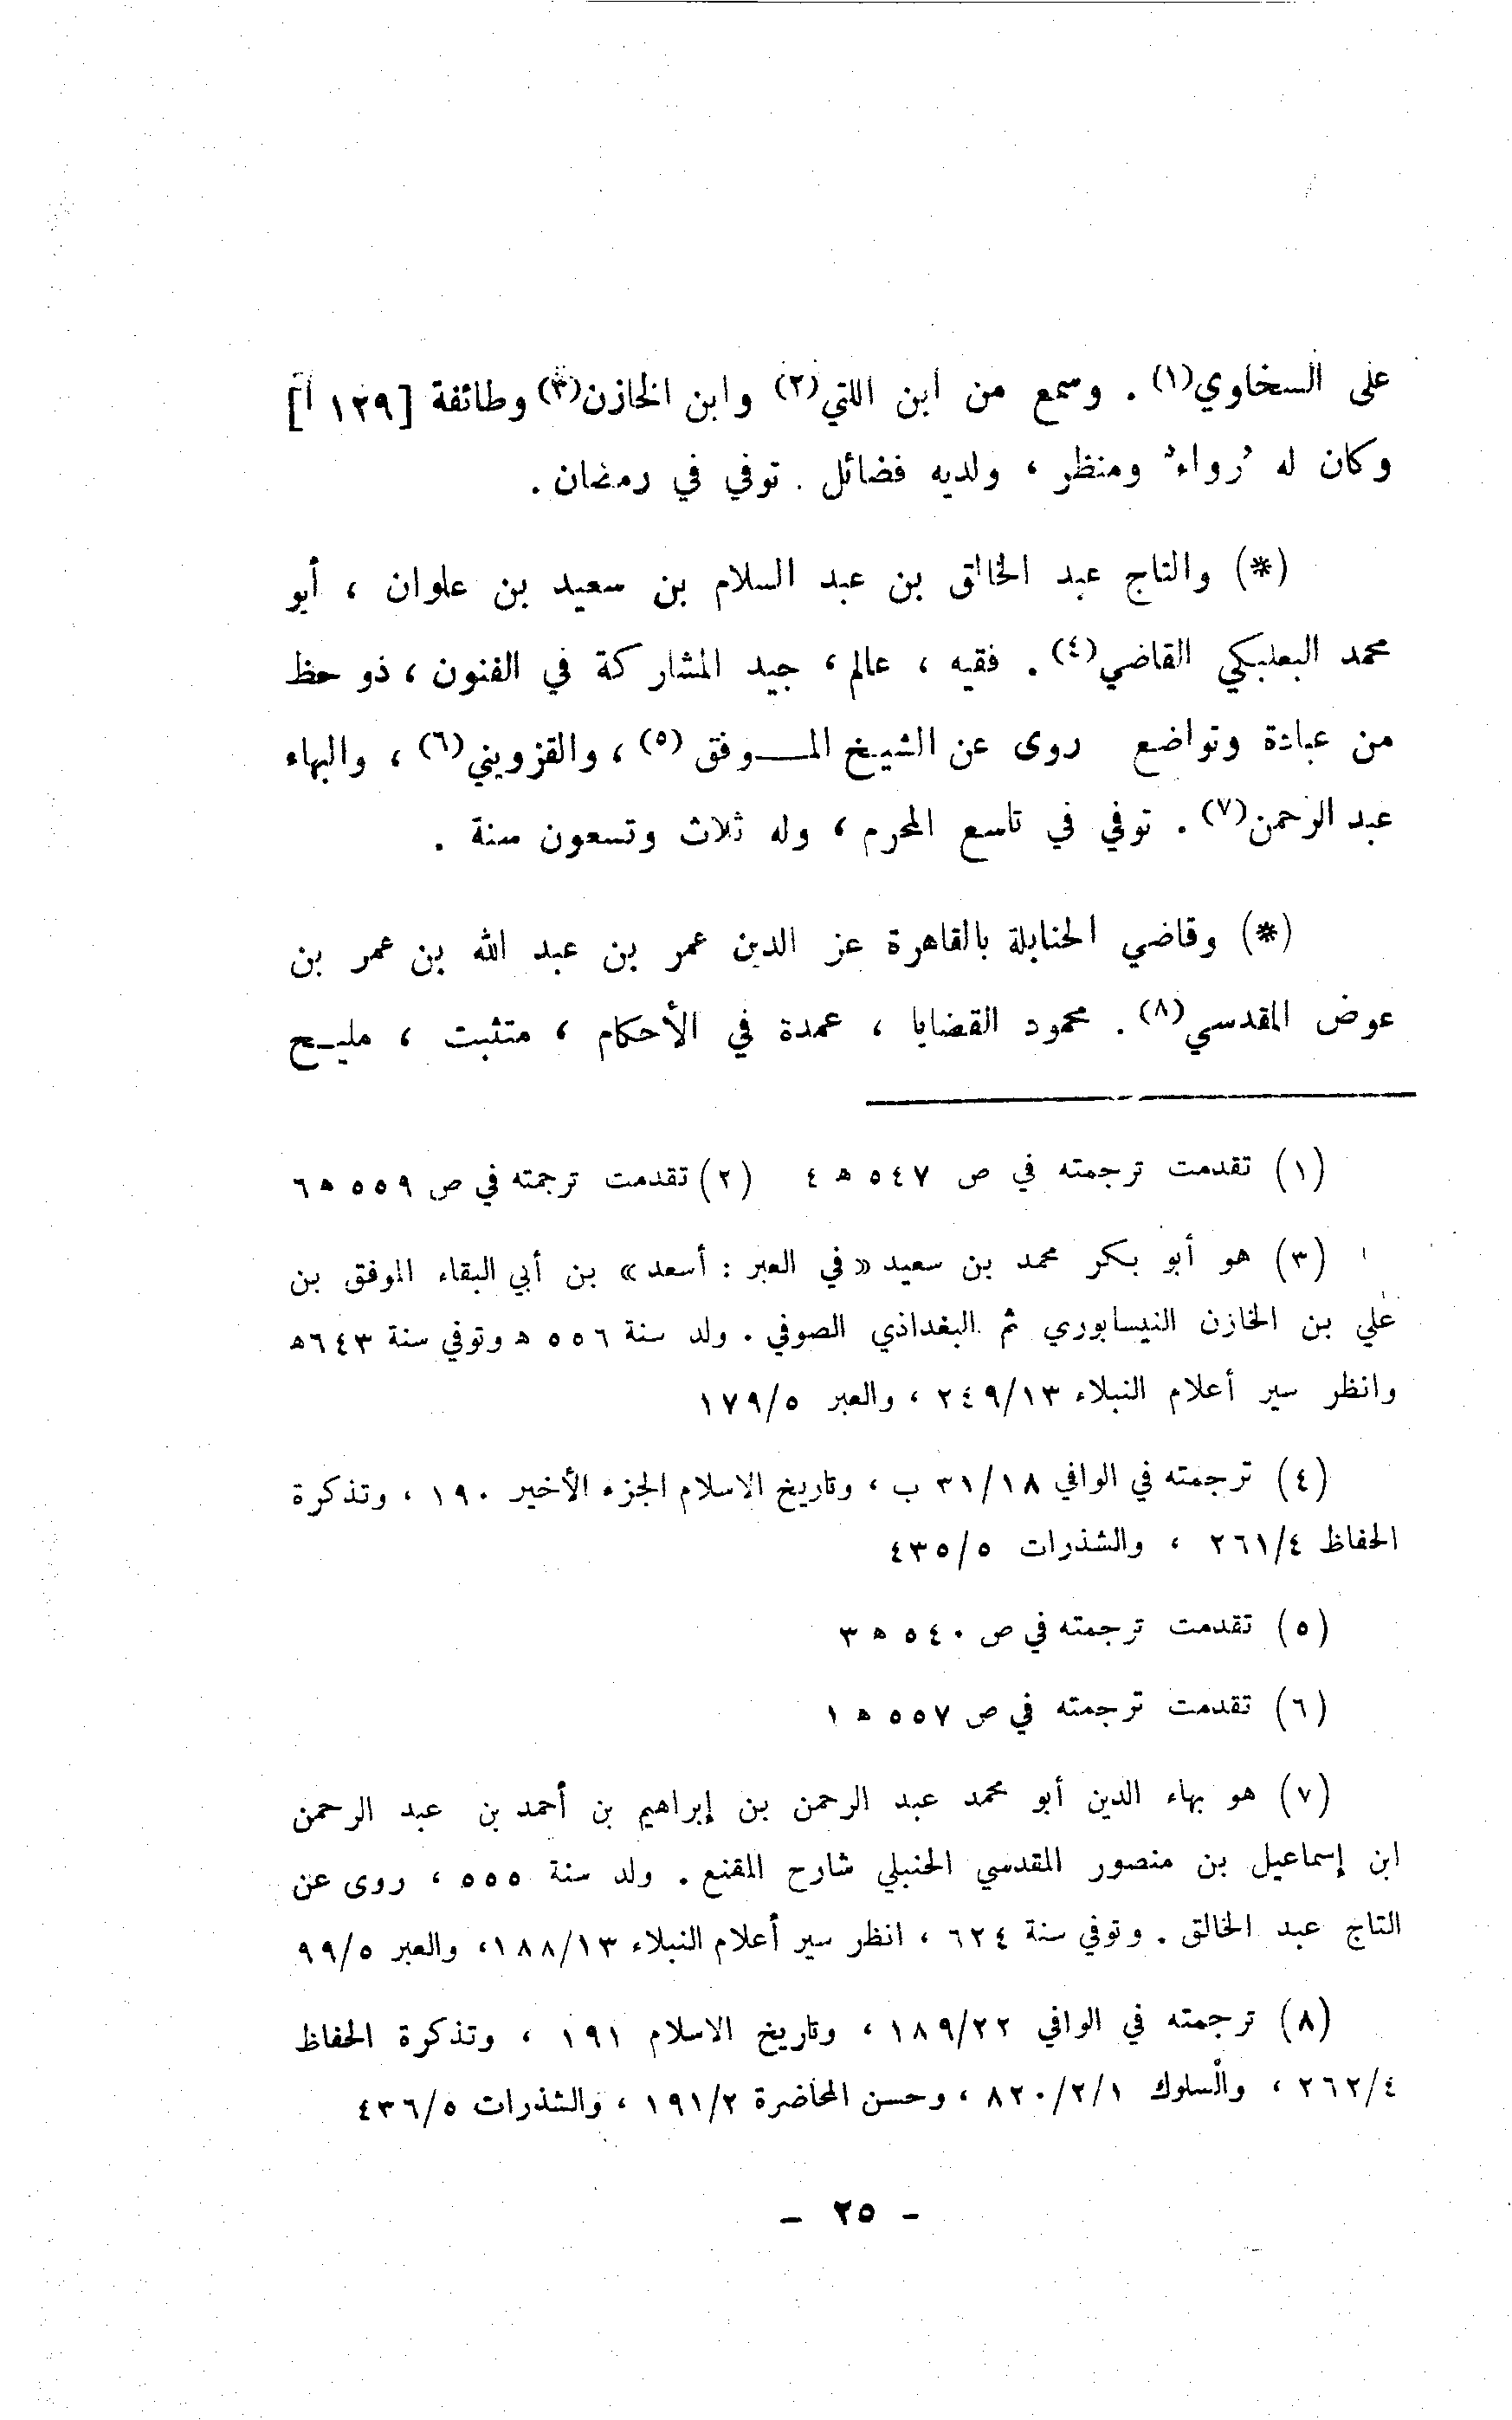 على السخاوي(١) . وسمع من ابن اللتي(٢) وابن الخازن(٣) وطائفة [١٢٩ أ]
وكان له رُواءٌ ومنظر ، ولديه فضائل . توفي في رمضان .
(*) والتاج عبد الخالق بن عبد السلام بن سعيد بن علوان ، أبو
محمد البعلبكي القاضي(٤) . فقيه ، عالم ، جيد المشاركة في الفنون ، ذو حظ
من عبادة وتواضع روى عن الشيخ المـــوفق(٥) ، والقزويني(٦) ، والبهاء
عبد الرحمن(٧) . توفي في تاسع المحرم ، وله ثلاث وتسعون سنة .
(*) وقاضي الحنابلة بالقاهرة عز الدين عمر بن عبد الله بن عمر بن
عوض المقدسي(٨) . محمود القضايا ، عمدة في الأحكام ، متثبت ، مليح
(١) تقدمت ترجمته في ص ٥٤٧ ه ٤ (٢) تقدمت ترجمته في ص ٥٥٩ ه ٦
(٣) هو أبو بكر محمد بن سعيد «في العبر : أسعد» بن أبي البقاء الموفق بن
علي بن الخازن النيسابوري ثم البغدادي الصوفي . ولد سنة ٥٥٦ ه وتوفي سنة ٦٤٣ه
وانظر سير أعلام النبلاء ٢٤٩/١٣ ، والعبر ١٧٩/٥
(٤) ترجمته في الوافي ٣١/١٨ ب ، وتاريخ الاسلام الجزء الأخير ١٩٠ ، وتذكرة
الحفاظ ٢٦١/٤ ، والشذرات ٤٣٥/٥
(٥) تقدمت ترجمته في ص ٥٤٠ ه ٣
(٦) تقدمت ترجمته في ص ٥٥٧ ه ١
(٧) هو بهاء الدين أبو محمد عبد الرحمن بن إبراهيم بن أحمد بن عبد الرحمن
ابن إسماعيل بن منصور المقدسي الحنبلي شارح المقنع . ولد سنة ٥٥٥ ، روى عن
التاج عبد الخالق . وتوفي سنة ٦٢٤ ، انظر سير أعلام النبلاء ١٨٨/١٣ ، والعبر ٩٩/٥
(٨) ترجمته في الوافي ١٨٩/٢٢ ، وتاريخ الاسلام ١٩١ ، وتذكرة الحفاظ
٢٦٢/٤ ، والسلوك ٨٢٠/٢/١ ، وحسن المحاضرة ١٩١/٢ ، والشذرات ٤٣٦/٥
- ٢٥ -